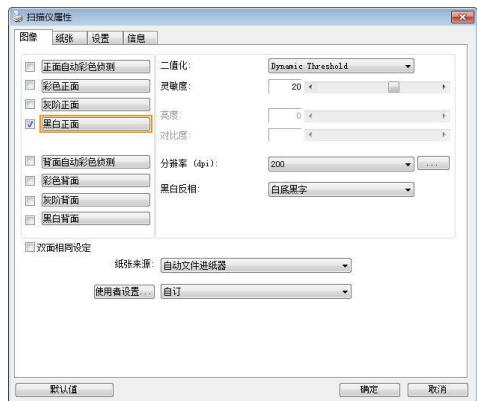 扫描仪属性
图像 纸张 设置 信息
正面自动彩色侦测 二值化: Dynamic Threshold
彩色正面 灵敏度: 20
灰阶正面
黑白正面 亮度: 0
对比度:
背面自动彩色侦测 分辨率 (dpi): 200 ...
彩色背面
灰阶背面 黑白反相: 白底黑字
黑白背面
双面相同设定
纸张来源: 自动文件进纸器
使用者设置... 自订
默认值 确定 取消